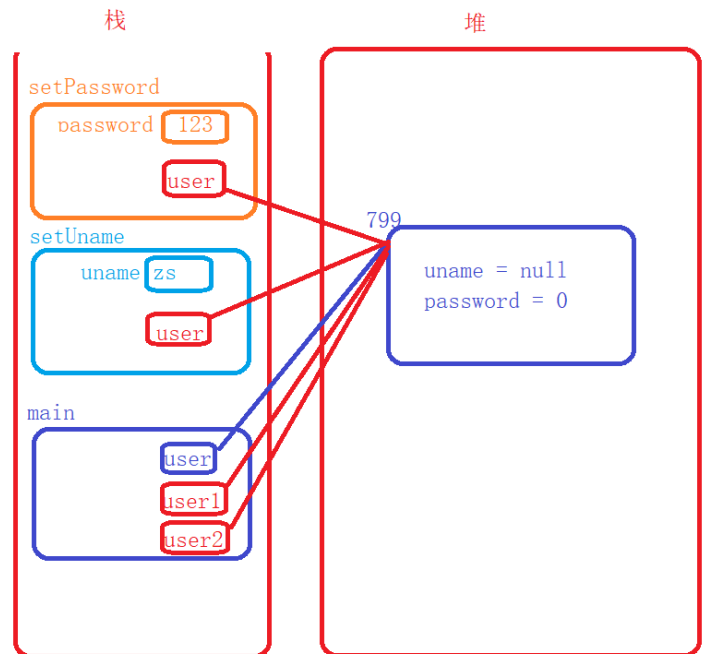 栈
堆
setPassword
password 123
user
setUname
uname zs
user
main
user
user1
user2
799
uname = null
password = 0